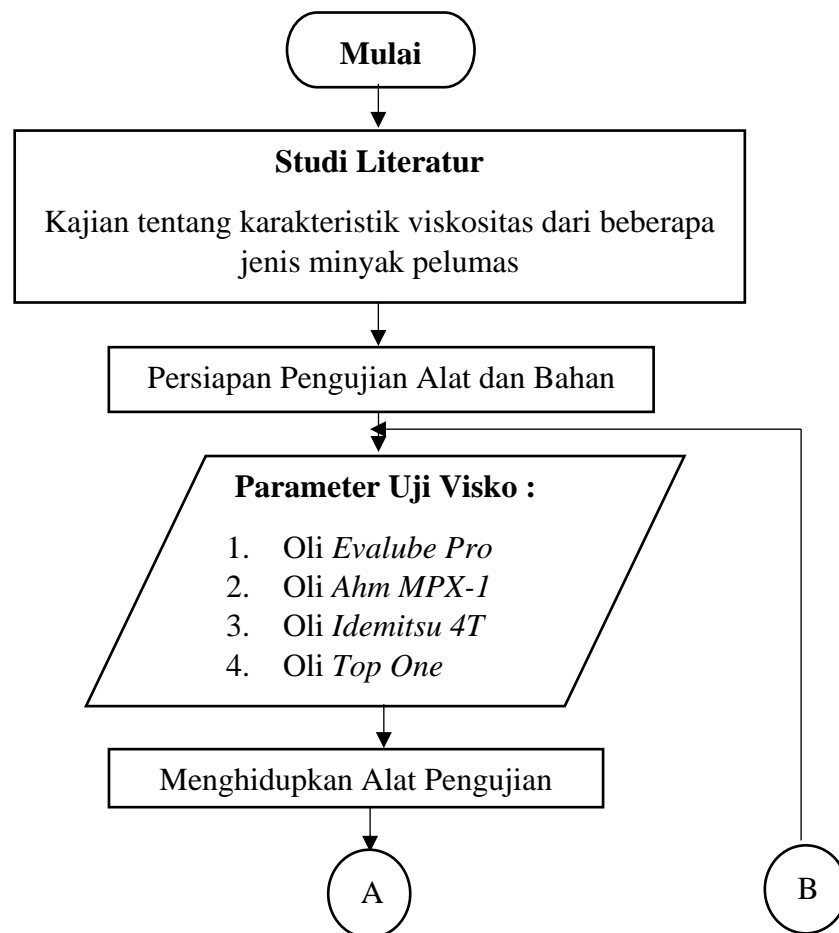 Mulai
Studi Literatur
Kajian tentang karakteristik viskositas dari beberapa
jenis minyak pelumas
Persiapan Pengujian Alat dan Bahan
Parameter Uji Visko :
1. Oli Evalube Pro
2. Oli Ahm MPX-1
3. Oli Idemitsu 4T
4. Oli Top One
Menghidupkan Alat Pengujian
A
B